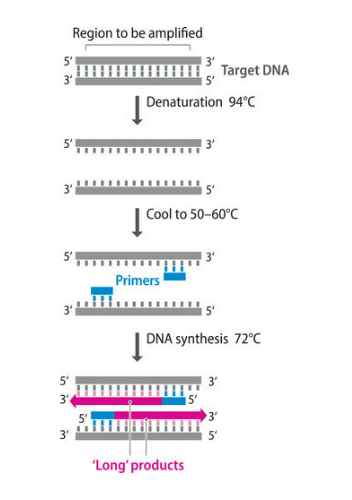 Region to be amplified
5′ 3′
Target DNA
3′ 5′
Denaturation 94°C
5′ 3′
3′ 5′
Cool to 50–60°C
5′ 3′
Primers
3′ 5′
DNA synthesis 72°C
5′ 3′
3′ 5′
5′ 3′
3′ 5′
‘Long’ products